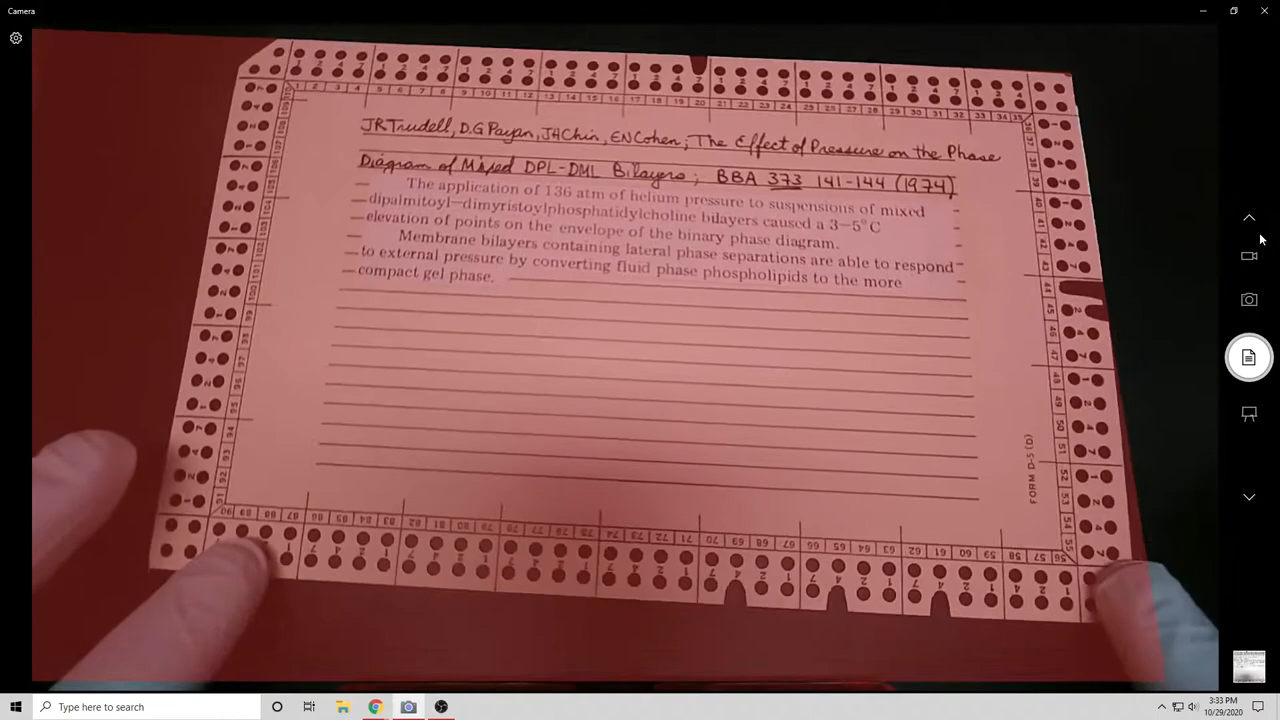 Camera
JRTrudell, D.G Payan, JHChin, ENCohen; The Effect of Pressure on the Phase
Diagram of Mixed DPL-DML Bilayers; BBA 373 141-144 (1974)
The application of 136 atm of helium pressure to suspensions of mixed
dipalmitoyl—dimyristoylphosphatidylcholine bilayers caused a 3—5°C
elevation of points on the envelope of the binary phase diagram.
Membrane bilayers containing lateral phase separations are able to respond
to external pressure by converting fluid phase phospholipids to the more
compact gel phase.
FORM D-5 (D)
Type here to search
3:33 PM
10/29/2020